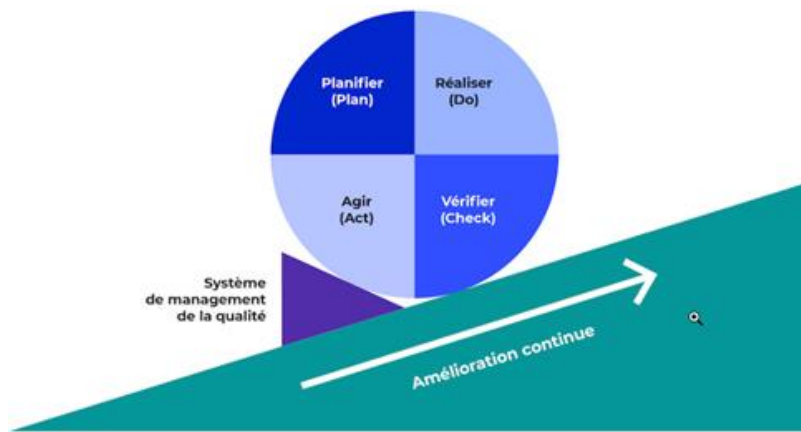 Planifier
(Plan)
Réaliser
(Do)
Agir
(Act)
Vérifier
(Check)
Système
de management
de la qualité
Amélioration continue